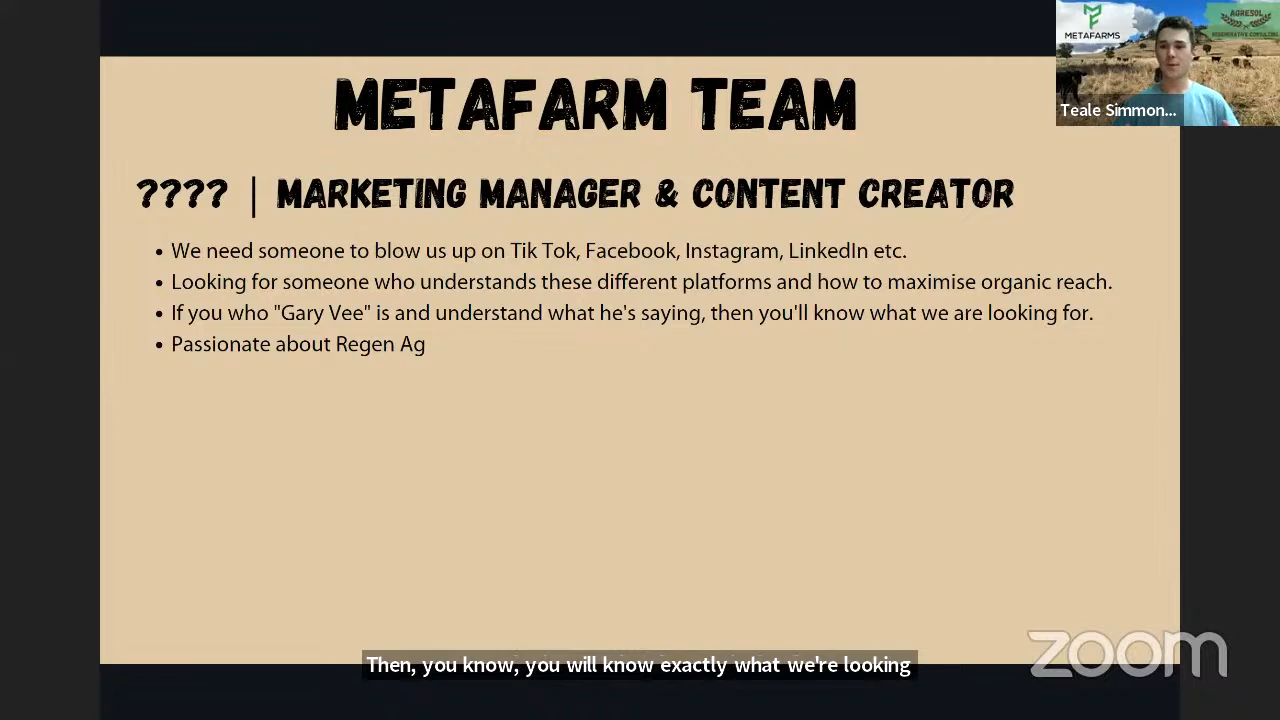 METAFARMS
AGRESOL
REGENERATIVE CONSULTING
Teale Simmon...
METAFARM TEAM
???? | MARKETING MANAGER & CONTENT CREATOR
• We need someone to blow us up on Tik Tok, Facebook, Instagram, LinkedIn etc.
• Looking for someone who understands these different platforms and how to maximise organic reach.
• If you who "Gary Vee" is and understand what he's saying, then you'll know what we are looking for.
• Passionate about Regen Ag
Then, you know, you will know exactly what we're looking
zoom